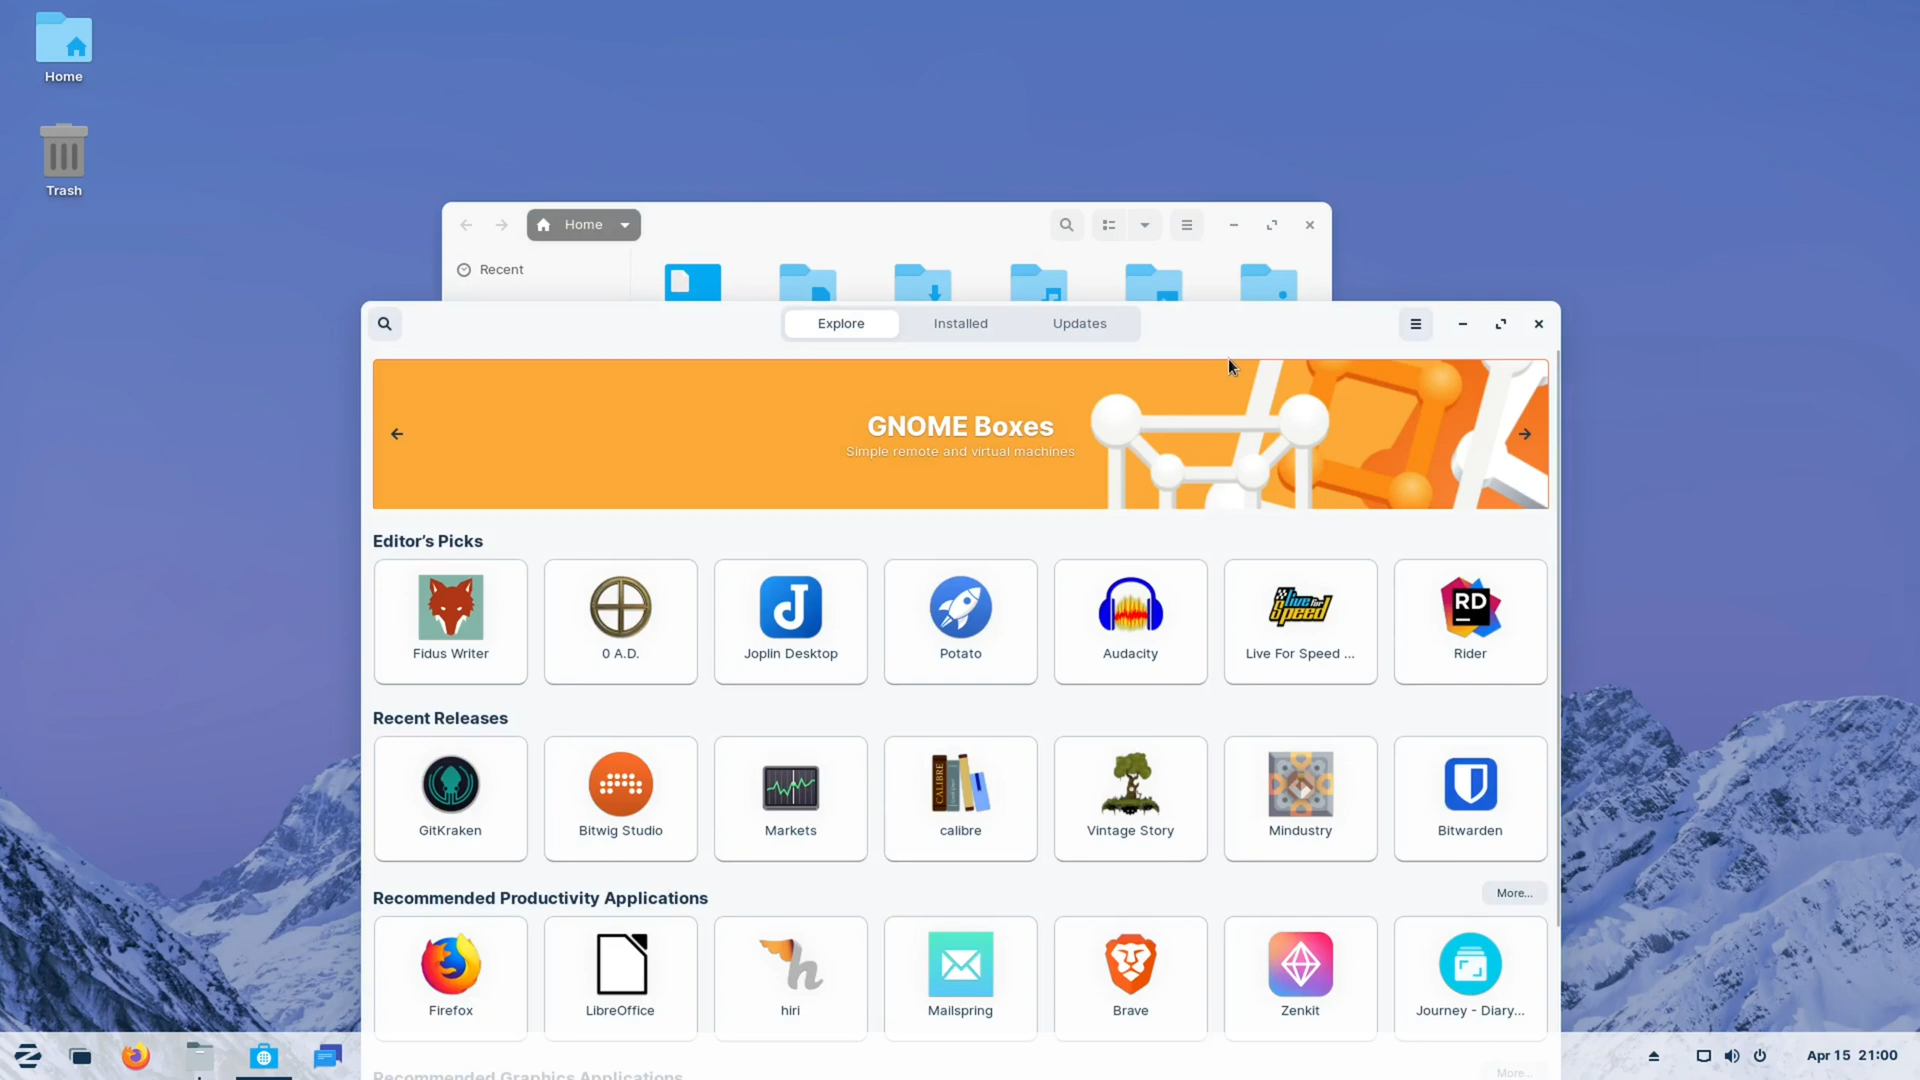 Home
Trash
Home
Recent
Explore
Installed
Updates
GNOME Boxes
Simple remote and virtual machines
Editor’s Picks
Fidus Writer
0 A.D.
Joplin Desktop
Potato
Audacity
Live For Speed ...
Rider
Recent Releases
GitKraken
Bitwig Studio
Markets
calibre
Vintage Story
Mindustry
Bitwarden
Recommended Productivity Applications
More...
Firefox
LibreOffice
hiri
Mailspring
Brave
Zenkit
Journey - Diary...
Recommended Graphics Applications
More...
Apr 15 21:00